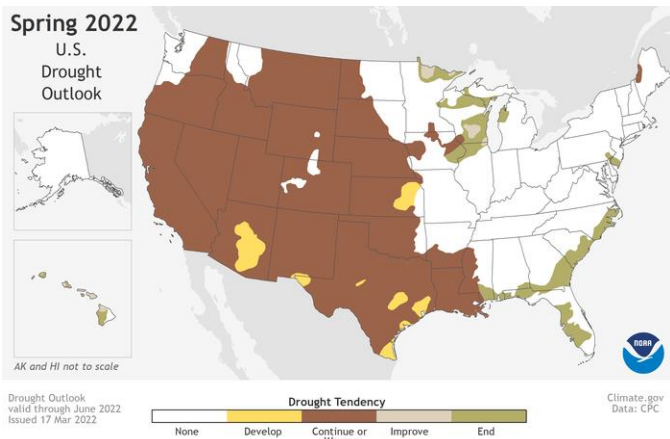 Spring 2022
U.S.
Drought
Outlook
AK and HI not to scale
NOAA
Drought Outlook
valid through June 2022
Issued 17 Mar 2022
Drought Tendency
Climate.gov
Data: CPC
None
Develop
Continue or
Improve
End